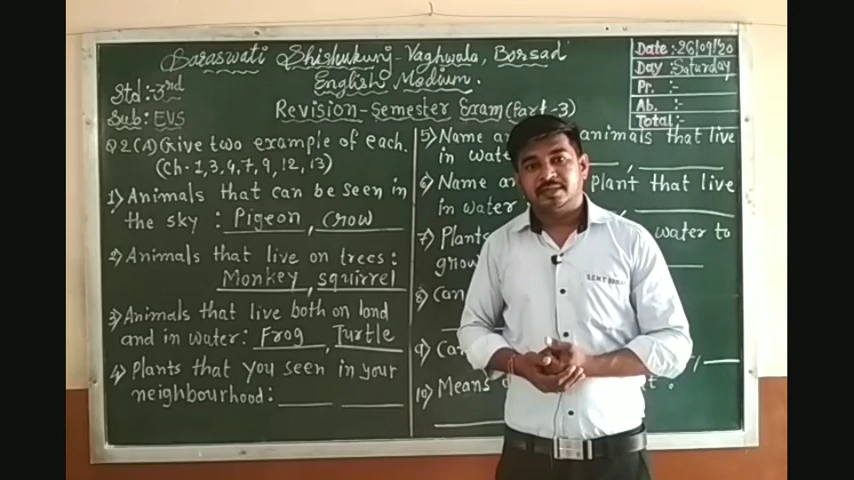 Saraswati Shishukunj-Vaghwala, Borsad
English Medium.
Std:-3rd
Sub:-EVS
Revision-Semester Exam (Part-3)
Date:-26/09/20
Day:-Saturday
Pr. :-
Ab. :-
Total:-
Q2(A) Give two example of each.
(Ch-1,3,4,7,9,12,13)
1) Animals that can be seen in
the sky : Pigeon, crow
2) Animals that live on trees:
Monkey, squirrel
3) Animals that live both on land
and in water: Frog, Turtle
4) Plants that you seen in your
neighbourhood:
5) Name animals that live
in
6) Name plant that live
in water
7) Plants water to
grow
8)
9)
10) Means